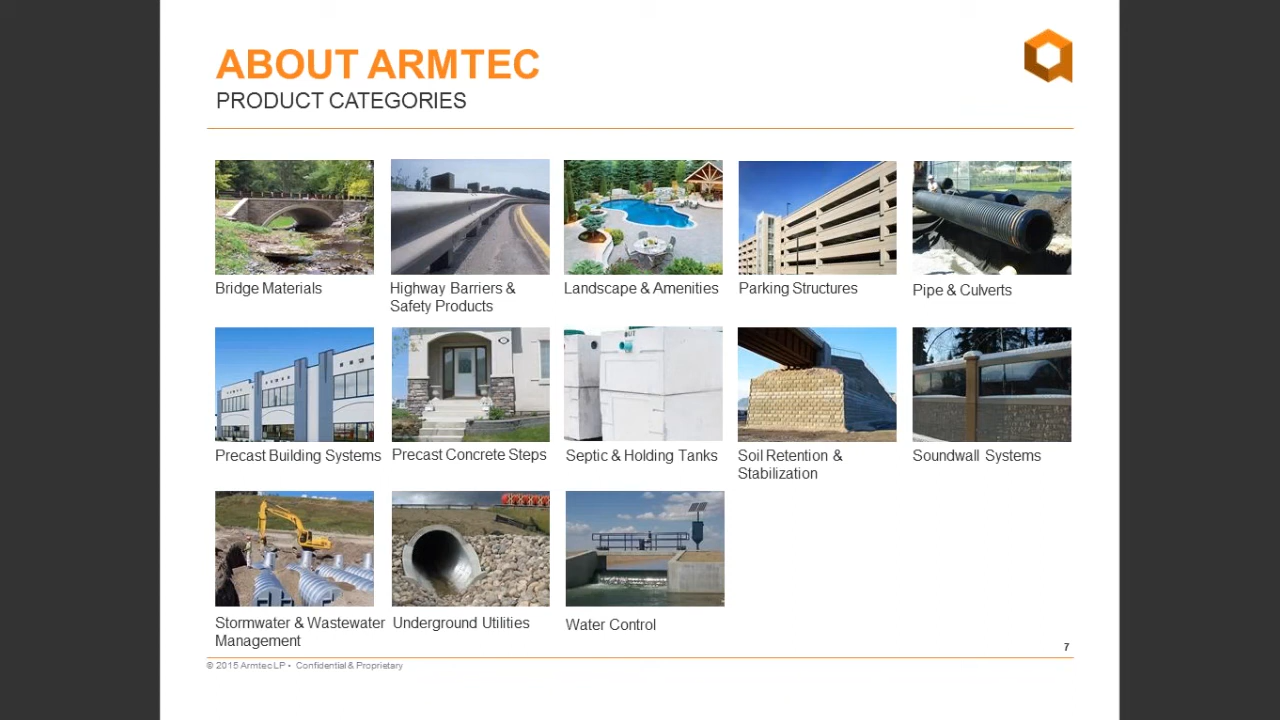 ABOUT ARMTEC
PRODUCT CATEGORIES
Bridge Materials
Highway Barriers &
Safety Products
Landscape & Amenities
Parking Structures
Pipe & Culverts
Precast Building Systems
Precast Concrete Steps
Septic & Holding Tanks
Soil Retention &
Stabilization
Soundwall Systems
Stormwater & Wastewater
Management
Underground Utilities
Water Control
7
© 2015 Armtec LP • Confidential & Proprietary